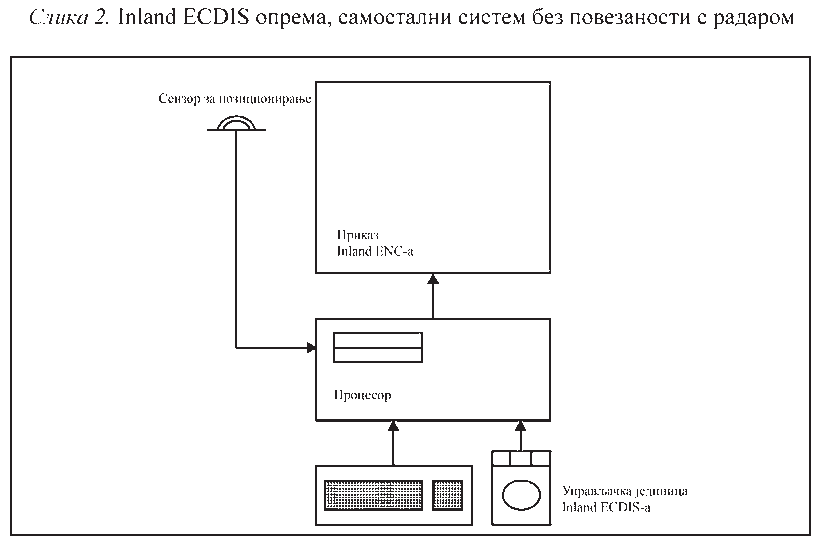 Слика 2. Inland ECDIS опрема, самостални систем без повезаности с радаром
Сензор за позиционирање
Приказ
Inland ENC-а
Процесор
Управљачка јединица
Inland ECDIS-а